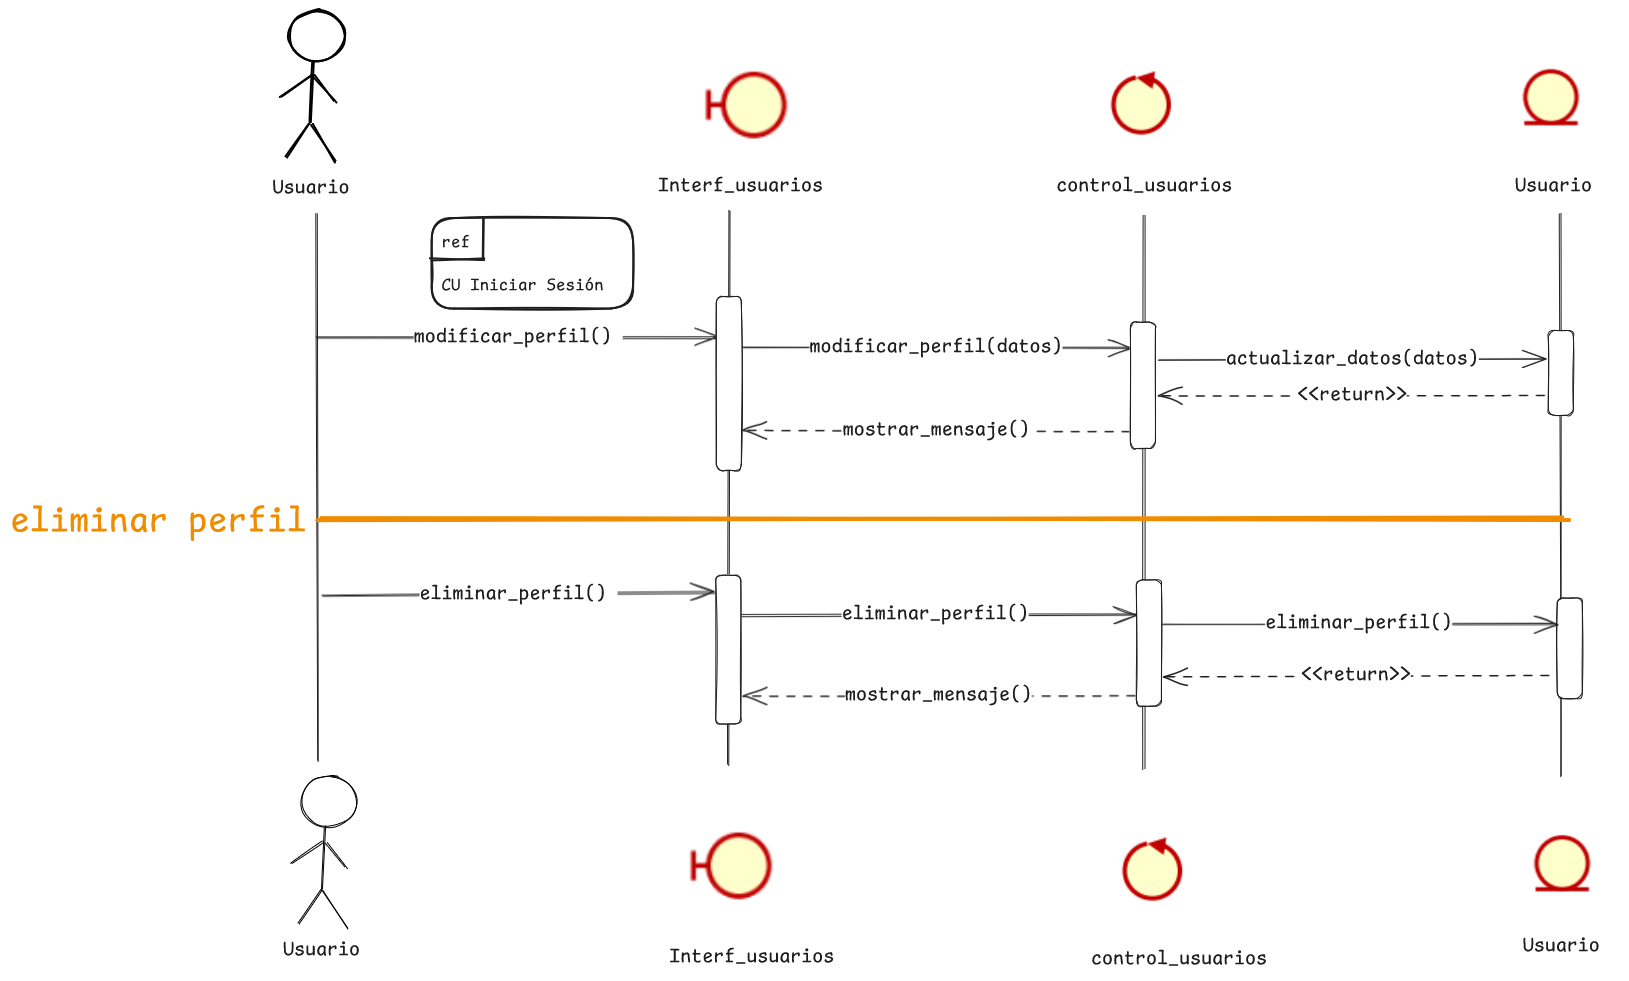 Usuario
Interf_usuarios
control_usuarios
Usuario
ref
CU Iniciar Sesión
modificar_perfil()
modificar_perfil(datos)
actualizar_datos(datos)
<<return>>
mostrar_mensaje()
eliminar perfil
eliminar_perfil()
eliminar_perfil()
eliminar_perfil()
<<return>>
mostrar_mensaje()
Usuario
Interf_usuarios
control_usuarios
Usuario